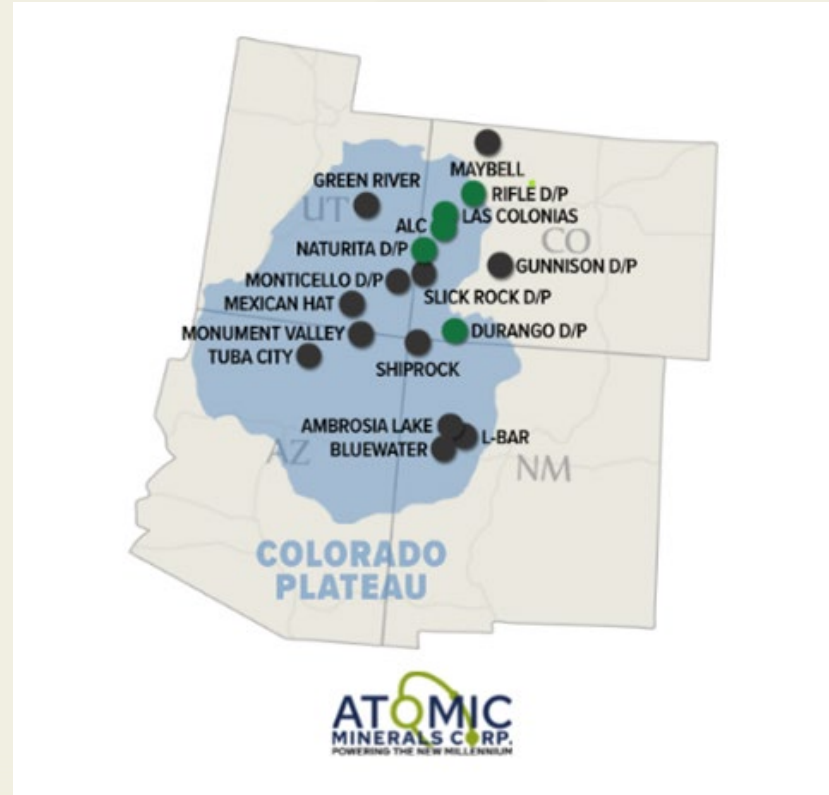 MAYBELL
GREEN RIVER
RIFLE D/P
UT
LAS COLONIAS
ALC
CO
NATURITA D/P
GUNNISON D/P
MONTICELLO D/P
SLICK ROCK D/P
MEXICAN HAT
MONUMENT VALLEY
DURANGO D/P
TUBA CITY
SHIPROCK
AMBROSIA LAKE
L-BAR
BLUEWATER
AZ
NM
COLORADO
PLATEAU
ATOMIC
MINERALS CORP.
POWERING THE NEW MILLENNIUM